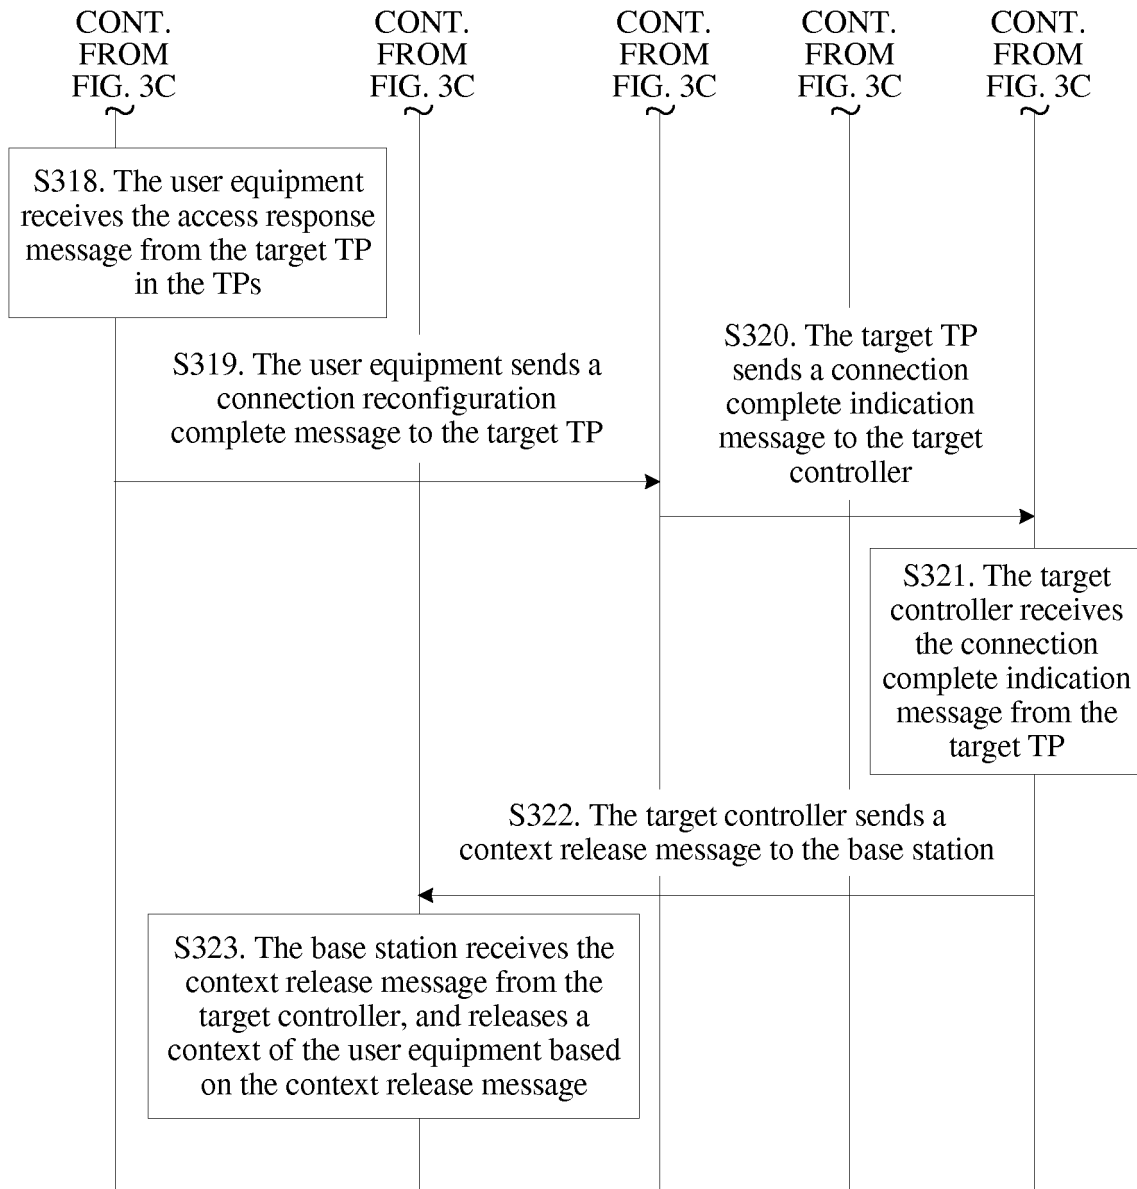 CONT.
FROM
FIG. 3C
CONT.
FROM
FIG. 3C
CONT.
FROM
FIG. 3C
CONT.
FROM
FIG. 3C
CONT.
FROM
FIG. 3C
S318. The user equipment
receives the access response
message from the target TP
in the TPs
S319. The user equipment sends a
connection reconfiguration
complete message to the target TP
S320. The target TP
sends a connection
complete indication
message to the target
controller
S321. The target
controller receives
the connection
complete indication
message from the
target TP
S322. The target controller sends a
context release message to the base station
S323. The base station receives the
context release message from the
target controller, and releases a
context of the user equipment based
on the context release message